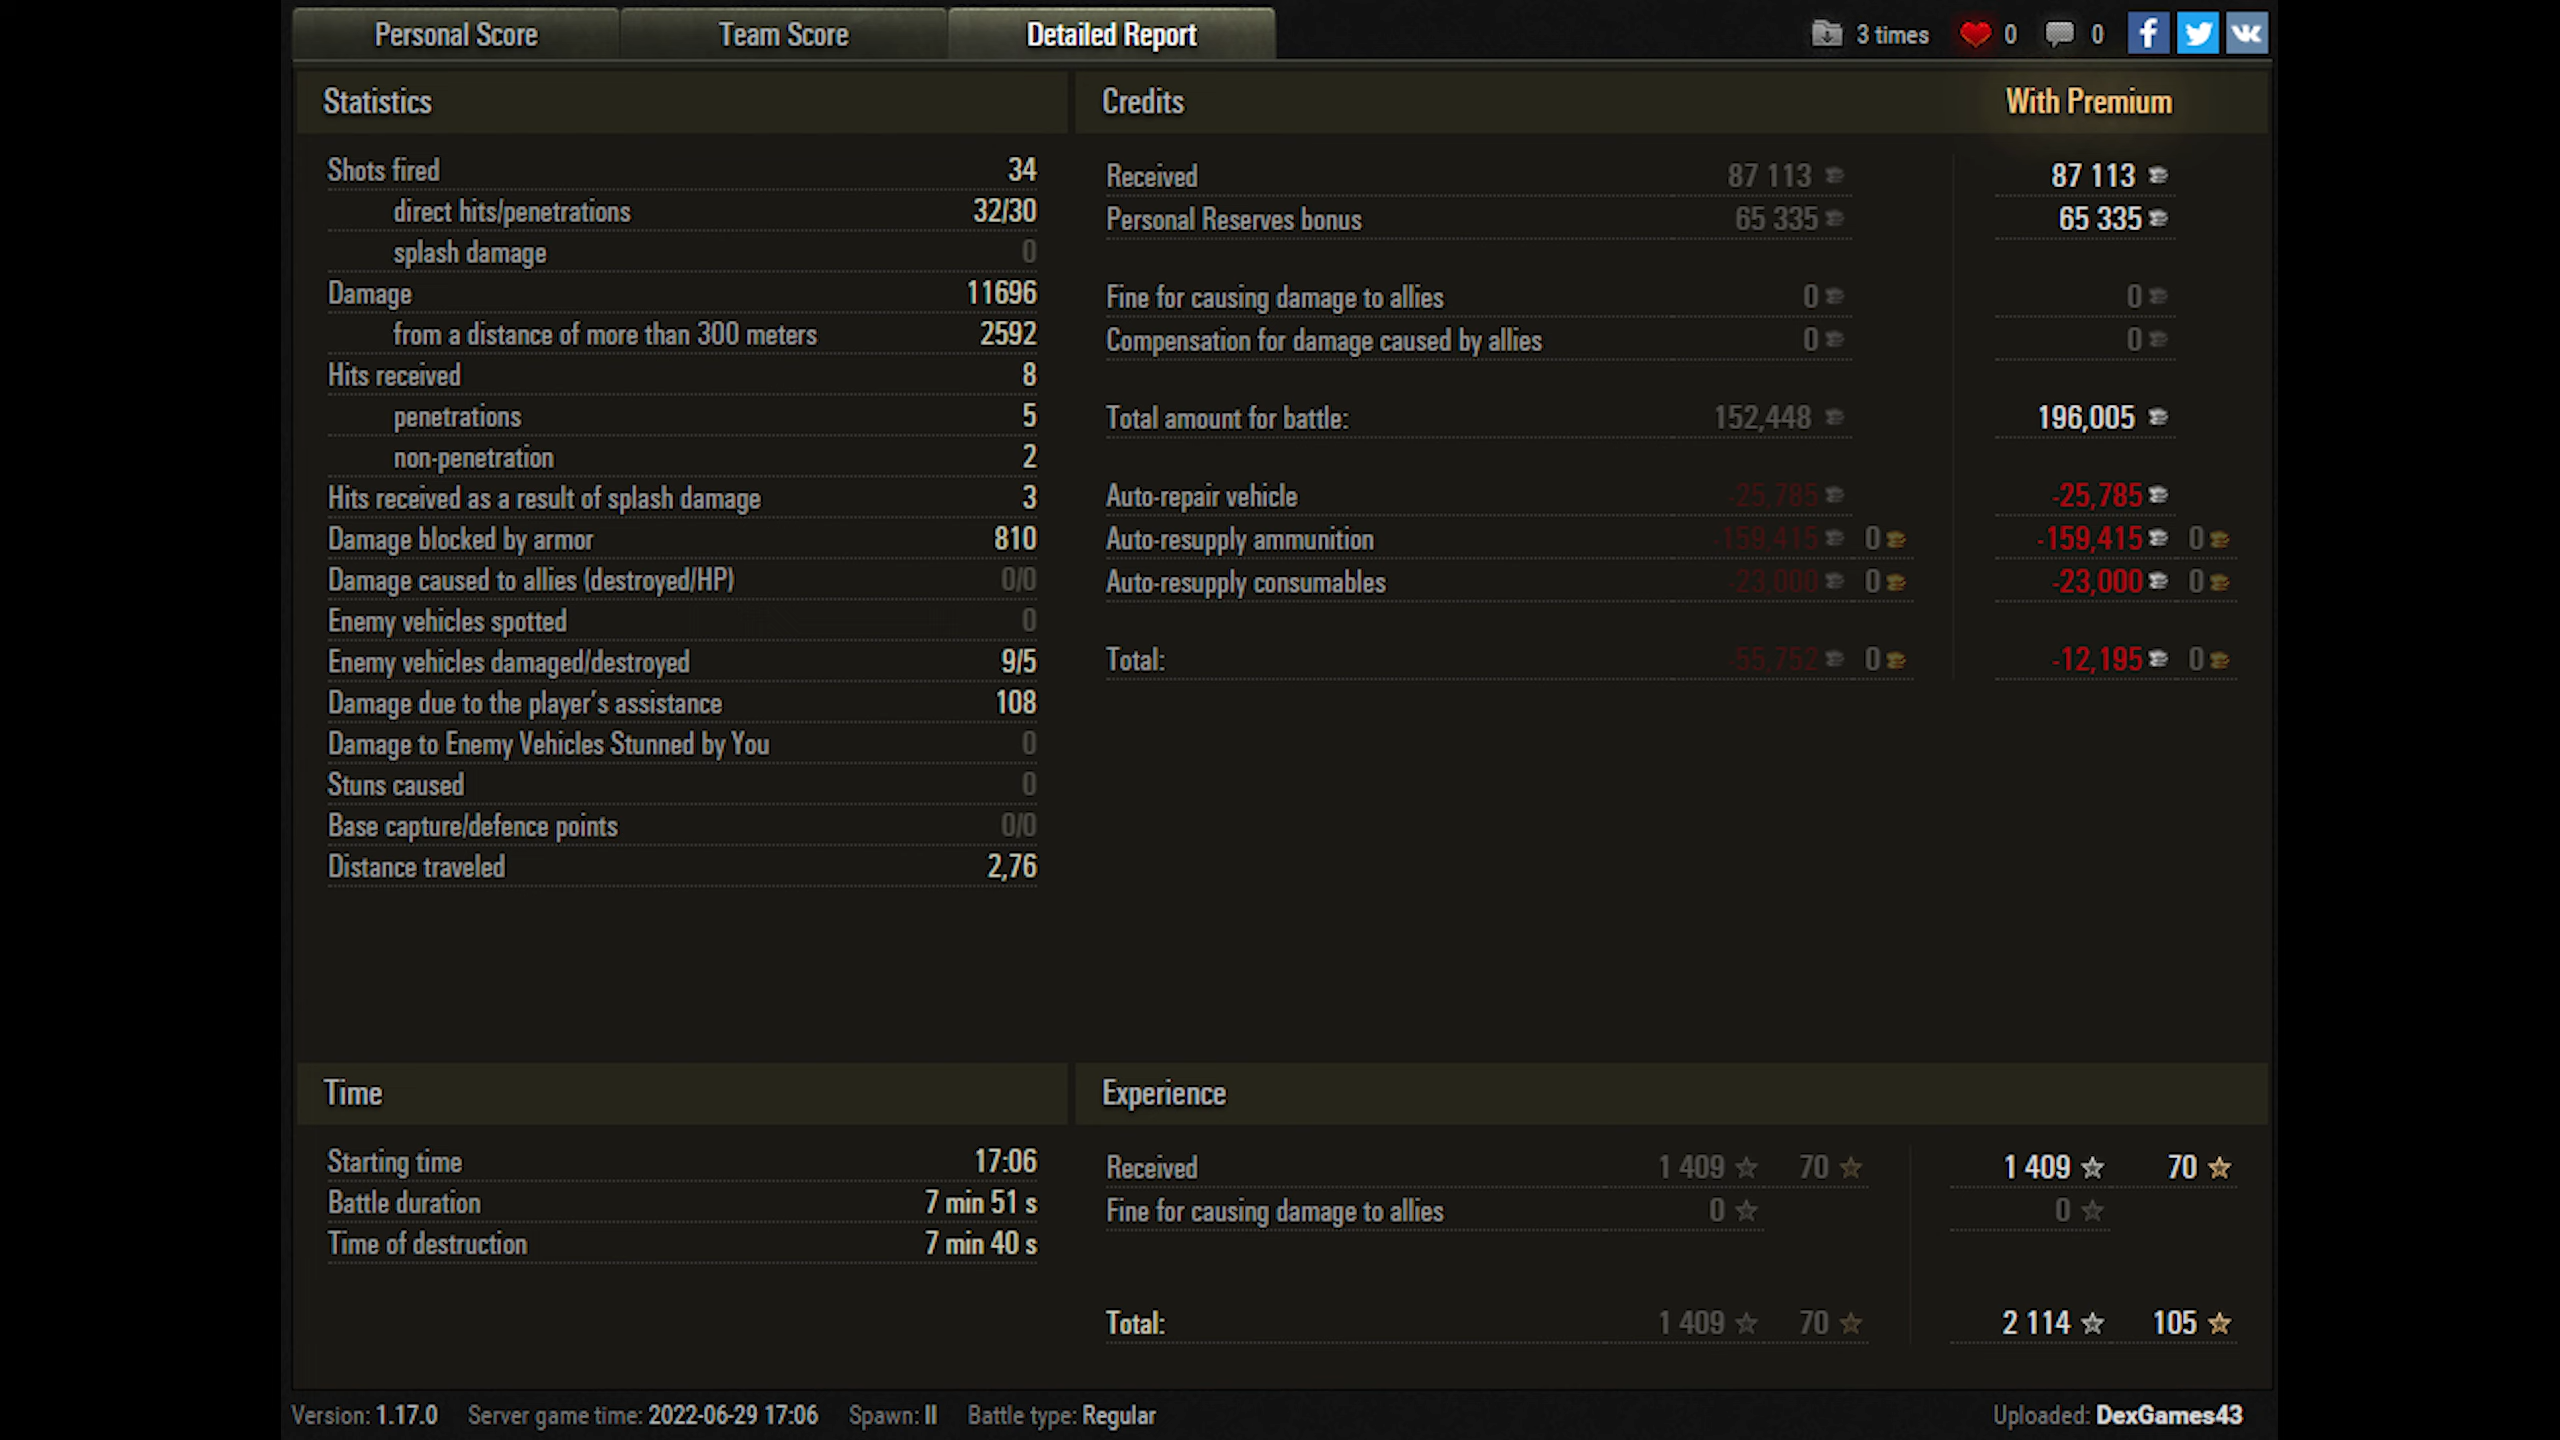 Personal Score Team Score Detailed Report 3 times 0 0
Statistics
Shots fired 34
direct hits/penetrations 32/30
splash damage 0
Damage 11696
from a distance of more than 300 meters 2592
Hits received 8
penetrations 5
non-penetration 2
Hits received as a result of splash damage 3
Damage blocked by armor 810
Damage caused to allies (destroyed/HP) 0/0
Enemy vehicles spotted 0
Enemy vehicles damaged/destroyed 9/5
Damage due to the player's assistance 108
Damage to Enemy Vehicles Stunned by You 0
Stuns caused 0
Base capture/defence points 0/0
Distance traveled 2,76
Credits With Premium
Received 87 113 87 113
Personal Reserves bonus 65 335 65 335
Fine for causing damage to allies 0 0
Compensation for damage caused by allies 0 0
Total amount for battle: 152,448 196,005
Auto-repair vehicle -25,785 -25,785
Auto-resupply ammunition -159,415 0 -159,415 0
Auto-resupply consumables -23,000 0 -23,000 0
Total: -55,752 0 -12,195 0
Time
Starting time 17:06
Battle duration 7 min 51 s
Time of destruction 7 min 40 s
Experience
Received 1 409 70 1 409 70
Fine for causing damage to allies 0 0
Total: 1 409 70 2 114 105
Version: 1.17.0 Server game time: 2022-06-29 17:06 Spawn: II Battle type: Regular Uploaded: DexGames43